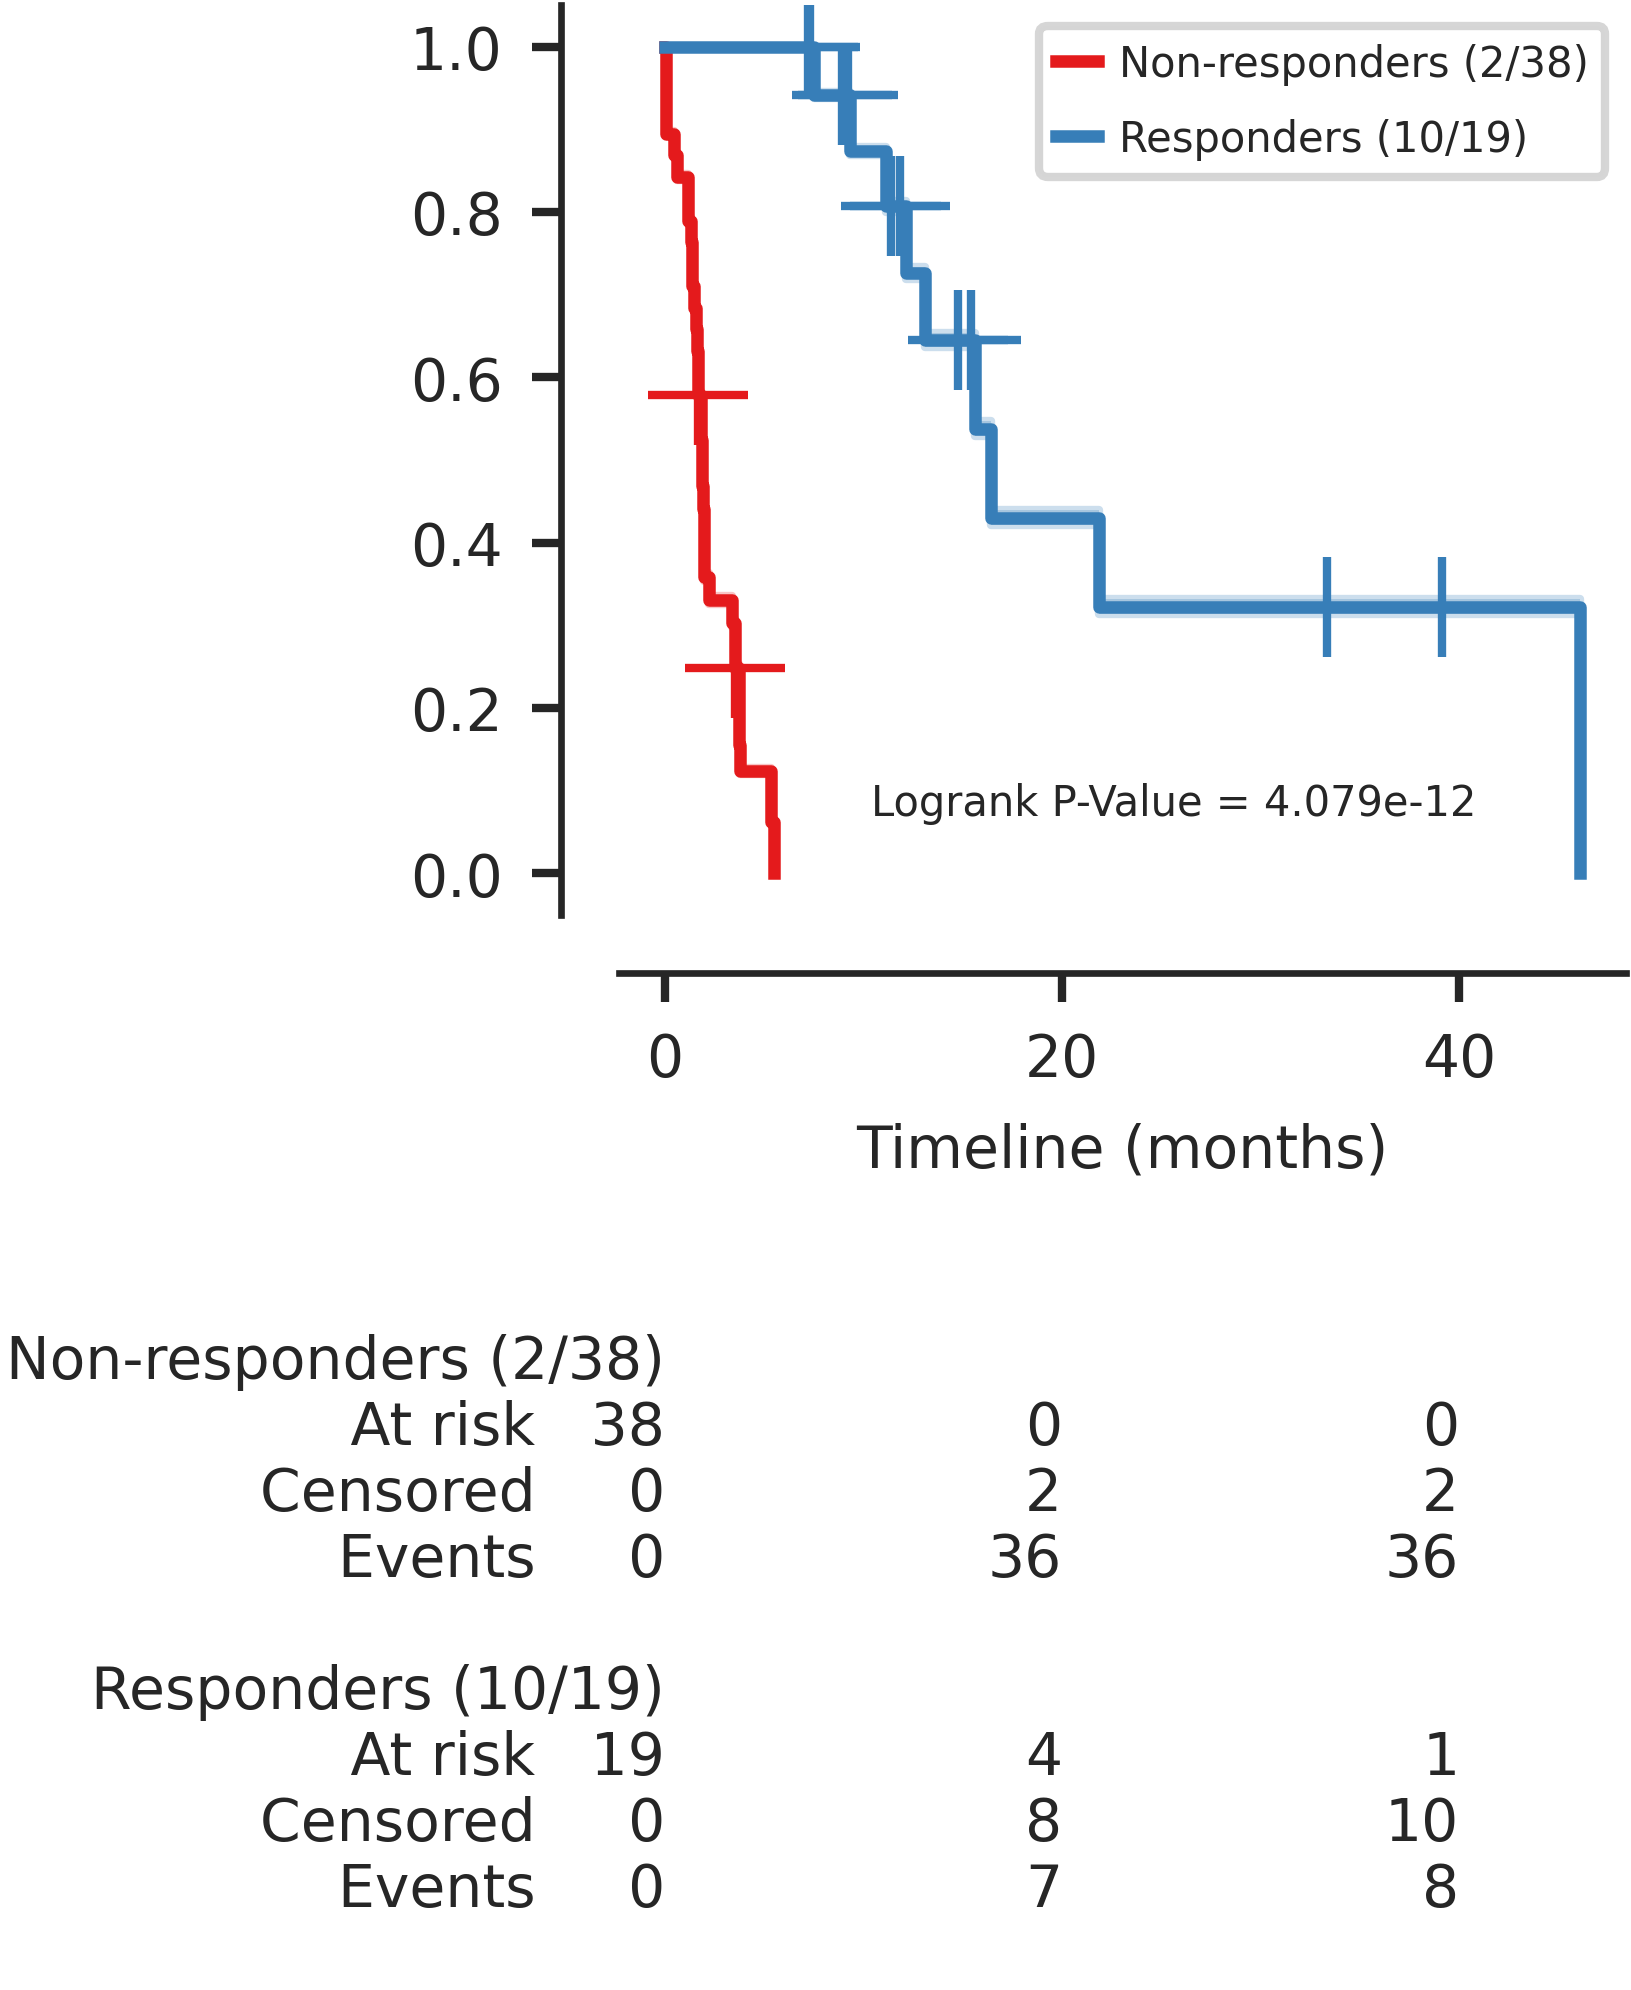 1.0
0.8
0.6
0.4
0.2
0.0
Non-responders (2/38)
Responders (10/19)
Logrank P-Value = 4.079e-12
0 20 40
Timeline (months)
Non-responders (2/38)
At risk 38 0 0
Censored 0 2 2
Events 0 36 36
Responders (10/19)
At risk 19 4 1
Censored 0 8 10
Events 0 7 8